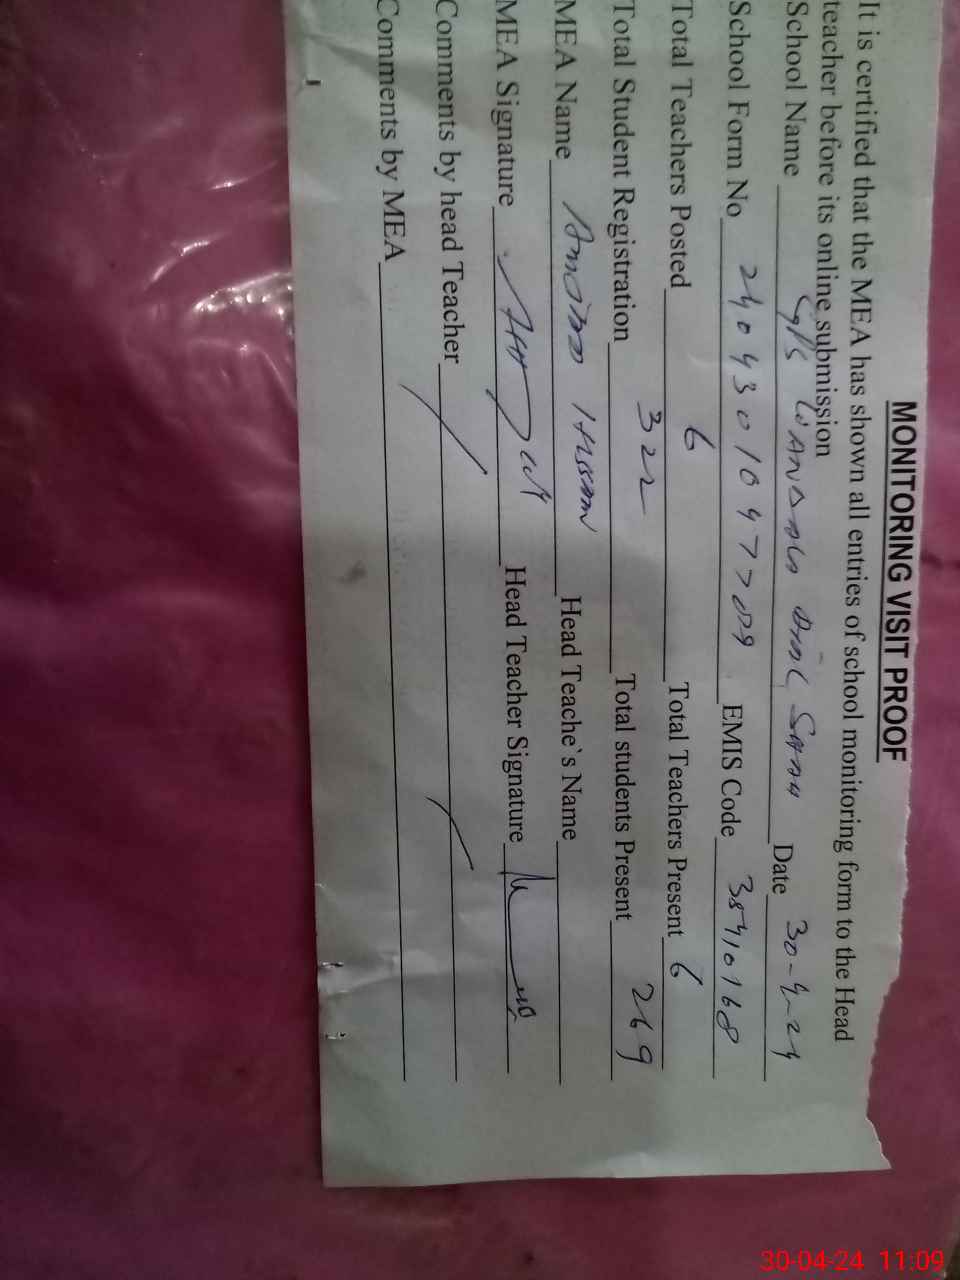 MONITORING VISIT PROOF
It is certified that the MEA has shown all entries of school monitoring form to the Head
teacher before its online submission
School Name GPS Shah Date 30-4-24
School Form No 2404301047709 EMIS Code 38410168
Total Teachers Posted 6 Total Teachers Present 6
Total Student Registration 322 Total students Present 269
MEA Name Head Teache`s Name
MEA Signature Head Teacher Signature
Comments by head Teacher
Comments by MEA
30-04-24 11:09